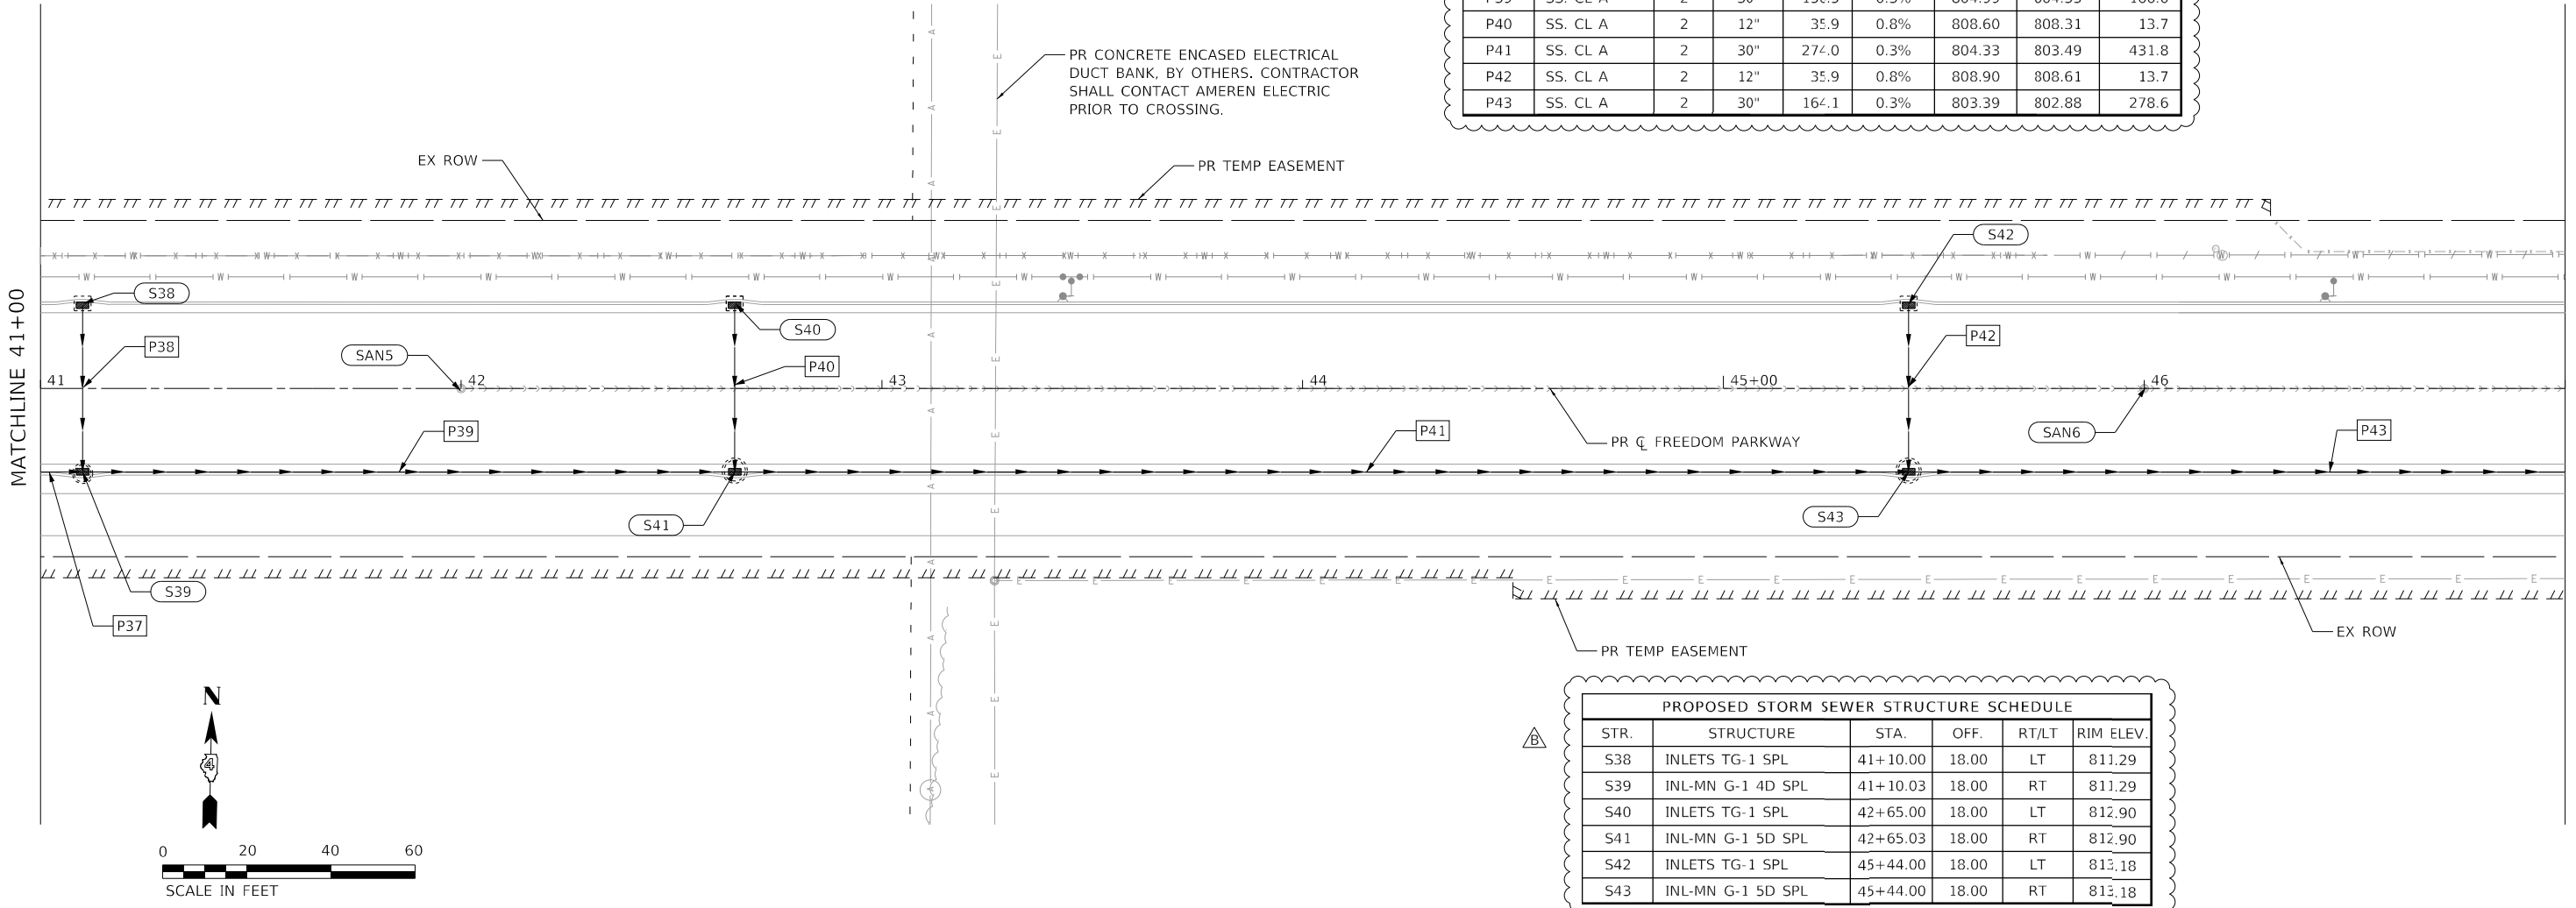 P40 SS. CL A 2 12" 35.9 0.8% 808.60 808.31 13.7
P41 SS. CL A 2 30" 274.0 0.3% 804.33 803.49 431.8
P42 SS. CL A 2 12" 35.9 0.8% 808.90 808.61 13.7
P43 SS. CL A 2 30" 164.1 0.3% 803.39 802.88 278.6
PR CONCRETE ENCASED ELECTRICAL
DUCT BANK, BY OTHERS. CONTRACTOR
SHALL CONTACT AMEREN ELECTRIC
PRIOR TO CROSSING.
EX ROW
PR TEMP EASEMENT
S42
S38
S40
MATCHLINE 41+00
P38
SAN5
P40
P42
41
42
43
44
45+00
46
P39
P41
PR ℄ FREEDOM PARKWAY
SAN6
P43
S41
S43
S39
P37
EX ROW
PR TEMP EASEMENT
N
4
0 20 40 60
SCALE IN FEET
B
PROPOSED STORM SEWER STRUCTURE SCHEDULE
STR. STRUCTURE STA. OFF. RT/LT RIM ELEV.
S38 INLETS TG-1 SPL 41+10.00 18.00 LT 811.29
S39 INL-MN G-1 4D SPL 41+10.03 18.00 RT 811.29
S40 INLETS TG-1 SPL 42+65.00 18.00 LT 812.90
S41 INL-MN G-1 5D SPL 42+65.03 18.00 RT 812.90
S42 INLETS TG-1 SPL 45+44.00 18.00 LT 813.18
S43 INL-MN G-1 5D SPL 45+44.00 18.00 RT 813.18